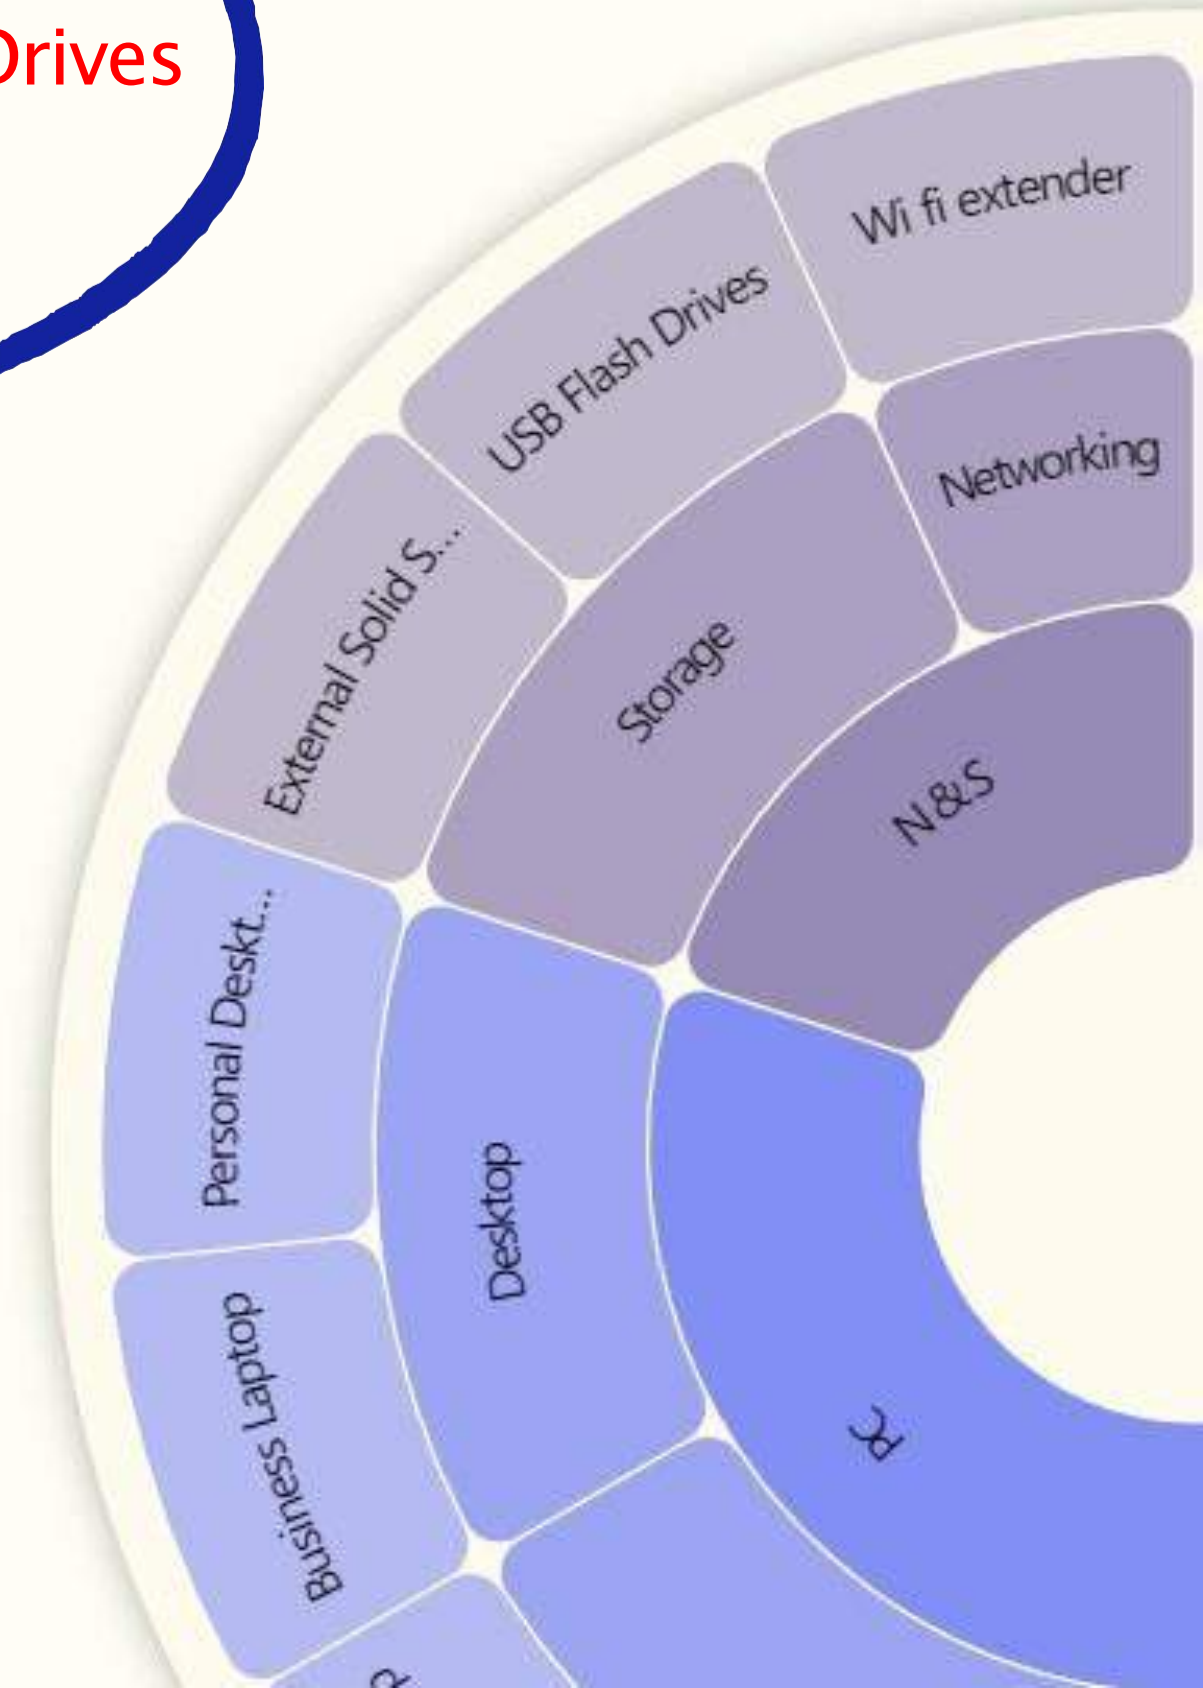 Drives
Wi fi extender
USB Flash Drives
Networking
External Solid S...
Storage
N&S
Personal Deskt...
Desktop
Business Laptop
PC
p